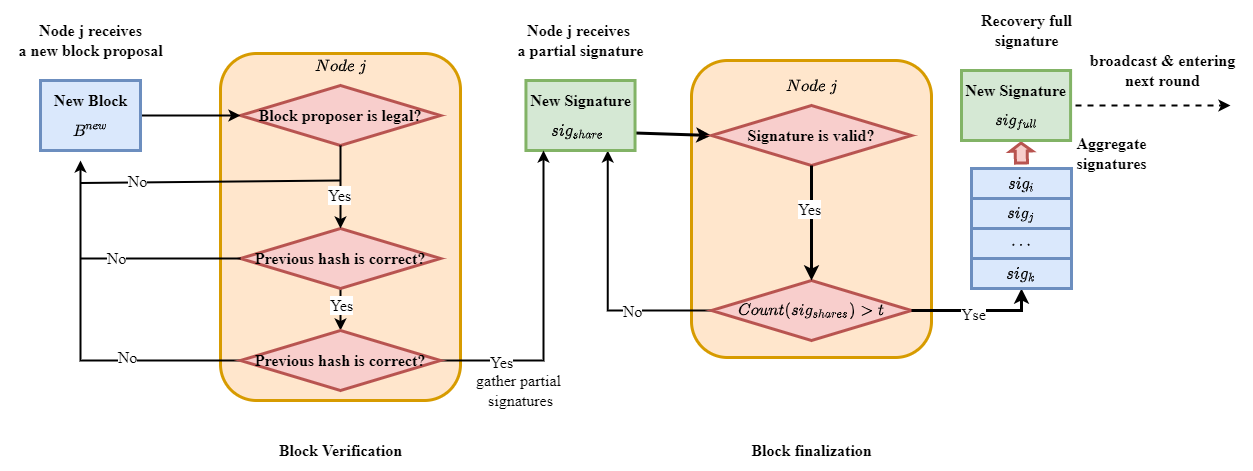 Node j receives
a new block proposal
New Block
B^{new}
Node j
Block proposer is legal?
No
Yes
Previous hash is correct?
No
Yes
Previous hash is correct?
No
Yes
gather partial
signatures
Block Verification
Node j receives
a partial signature
New Signature
sig_{share}
Node j
Signature is valid?
Yes
Count(sig_{shares}) > t
No
Yse
Block finalization
Recovery full
signature
New Signature
sig_{full}
broadcast & entering
next round
Aggregate
signatures
sig_i
sig_j
...
sig_k